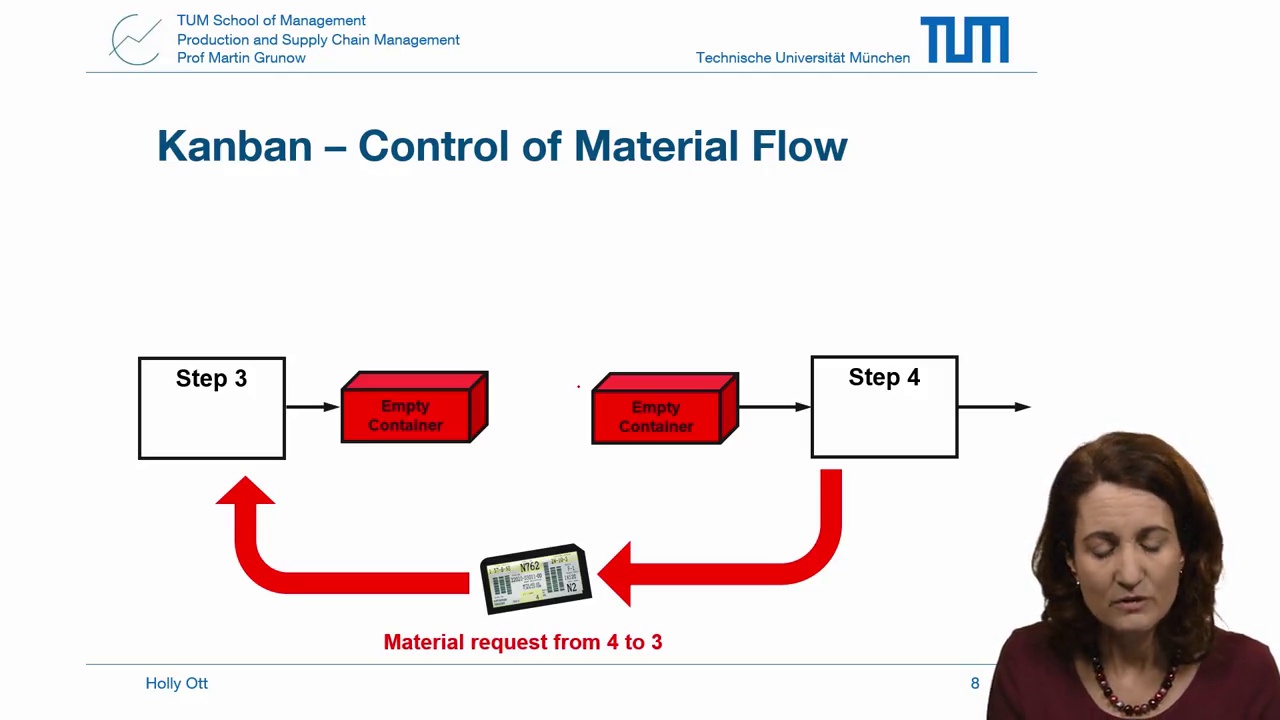 TUM School of Management
Production and Supply Chain Management
Prof Martin Grunow
Technische Universität München
TUM
Kanban – Control of Material Flow
Step 3
Empty
Container
Empty
Container
Step 4
N762
N2
Material request from 4 to 3
Holly Ott
8